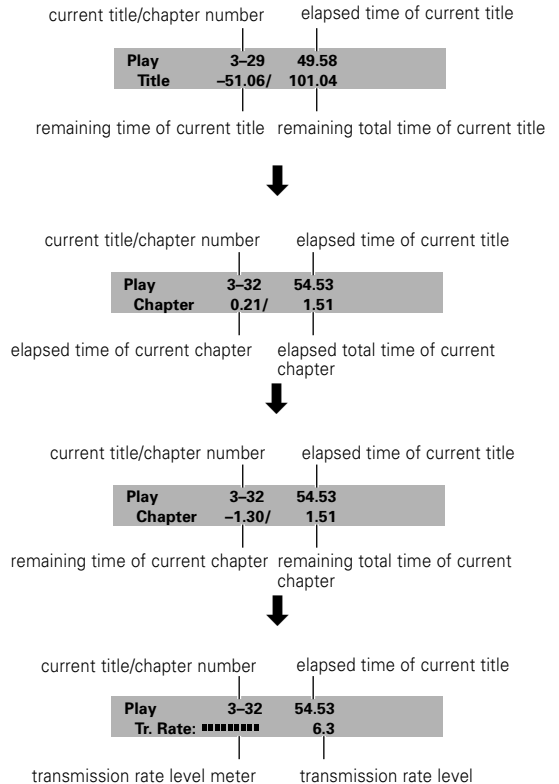 current title/chapter number elapsed time of current title
Play 3–29 49.58
Title –51.06/ 101.04
remaining time of current title remaining total time of current title
current title/chapter number elapsed time of current title
Play 3–32 54.53
Chapter 0.21/ 1.51
elapsed time of current chapter elapsed total time of current
chapter
current title/chapter number elapsed time of current title
Play 3–32 54.53
Chapter –1.30/ 1.51
remaining time of current chapter remaining total time of current
chapter
current title/chapter number elapsed time of current title
Play 3–32 54.53
Tr. Rate: 6.3
transmission rate level meter transmission rate level